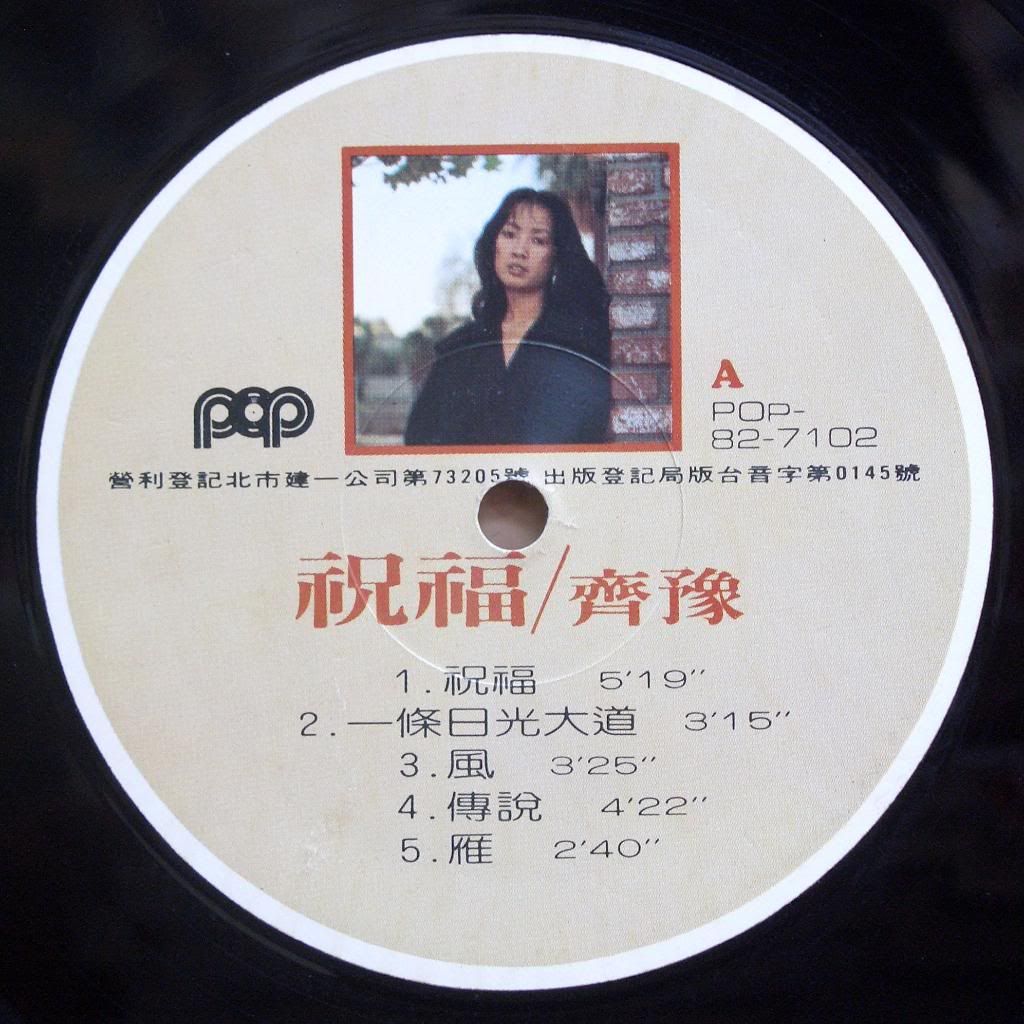 pop
A
POP-
82-7102
營利登記北市建一公司第73205號 出版登記局版台音字第0145號
祝福/齊豫
1.祝福 5'19''
2.一條日光大道 3'15''
3.風 3'25''
4.傳說 4'22''
5.雁 2'40''